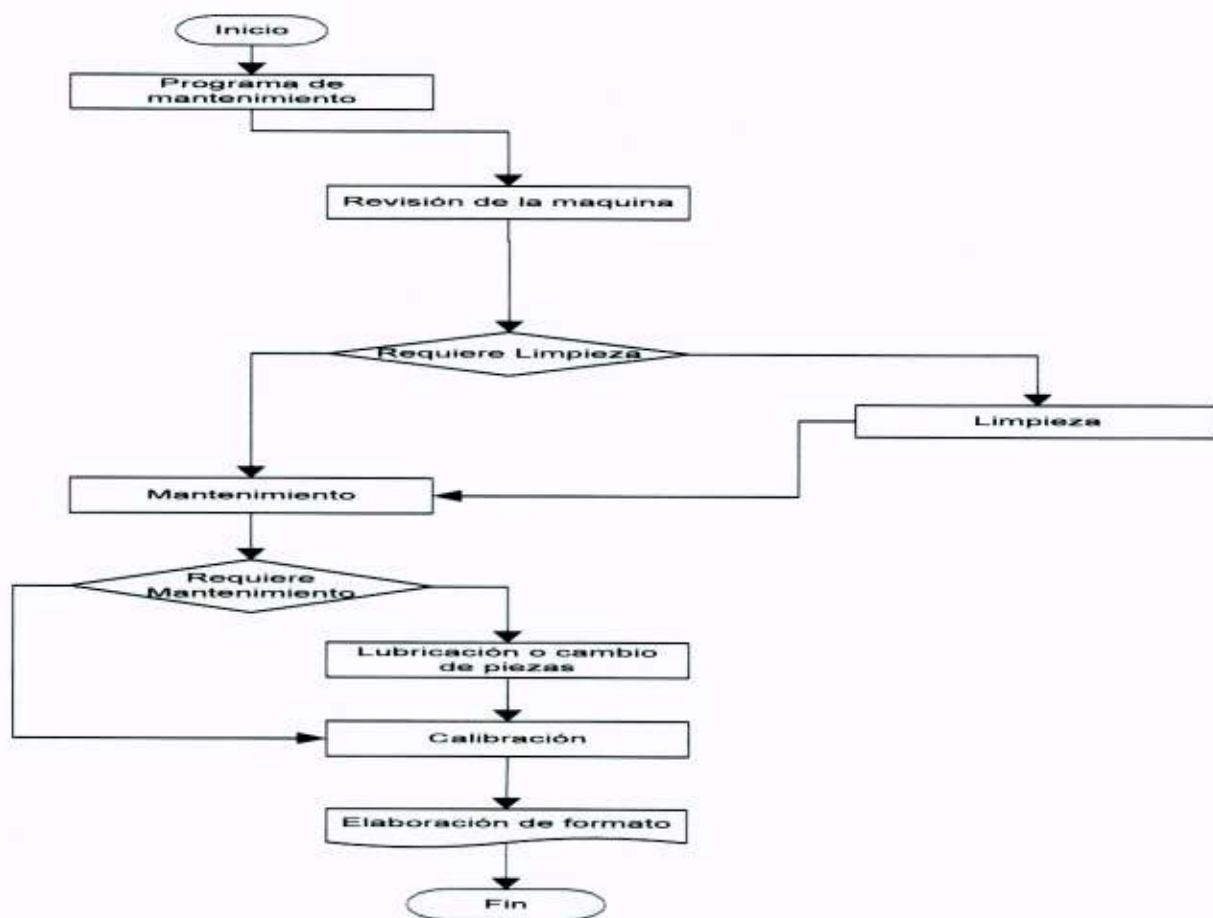 Inicio
Programa de
mantenimiento
Revisión de la maquina
Requiere Limpieza
Limpieza
Mantenimiento
Requiere
Mantenimiento
Lubricación o cambio
de piezas
Calibración
Elaboración de formato
Fin